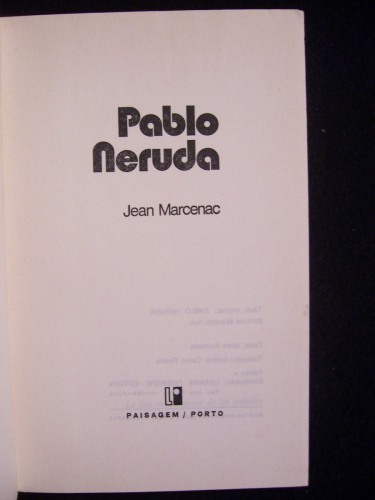 Pablo
Neruda
Jean Marcenac
PAISAGEM / PORTO